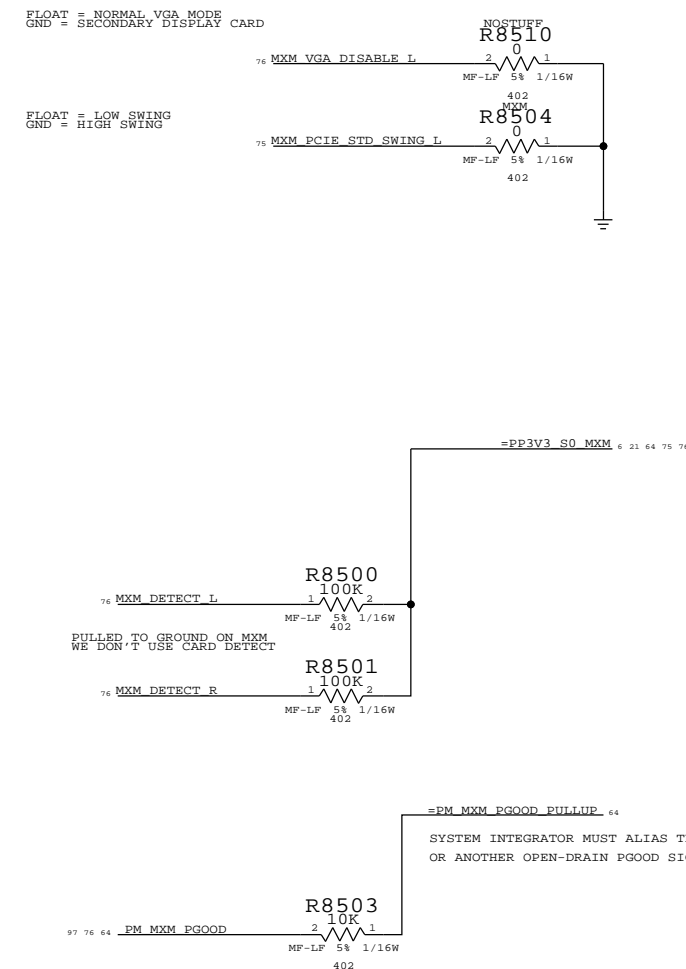 FLOAT = NORMAL VGA MODE
GND = SECONDARY DISPLAY CARD
NOSTUFF
R8510
0
76 MXM_VGA_DISABLE_L 2 1
MF-LF 5% 1/16W
402
FLOAT = LOW SWING
GND = HIGH SWING
MXM
R8504
0
75 MXM_PCIE_STD_SWING_L 2 1
MF-LF 5% 1/16W
402
=PP3V3_S0_MXM 6 21 64 75 76
R8500
100K
76 MXM_DETECT_L 1 2
MF-LF 5% 1/16W
402
PULLED TO GROUND ON MXM
WE DON'T USE CARD DETECT
R8501
100K
76 MXM_DETECT_R 1 2
MF-LF 5% 1/16W
402
=PM_MXM_PGOOD_PULLUP 64
SYSTEM INTEGRATOR MUST ALIAS
OR ANOTHER OPEN-DRAIN PGOOD
R8503
10K
97 76 64 PM_MXM_PGOOD 2 1
MF-LF 5% 1/16W
402